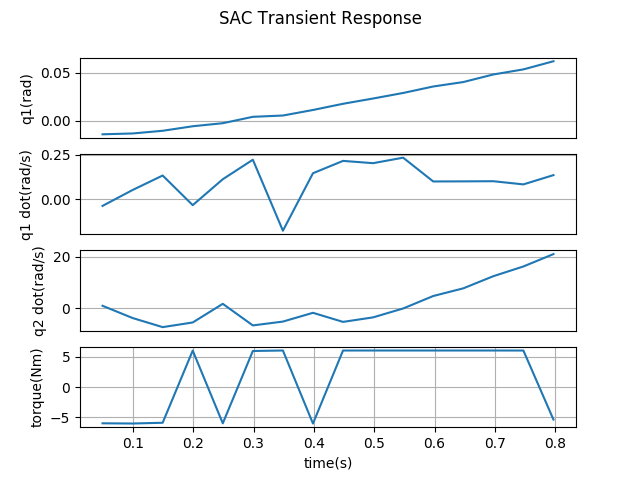 SAC Transient Response
q1(rad)
0.05
0.00
q1 dot(rad/s)
0.25
0.00
q2 dot(rad/s)
20
0
torque(Nm)
5
0
−5
0.1 0.2 0.3 0.4 0.5 0.6 0.7 0.8
time(s)